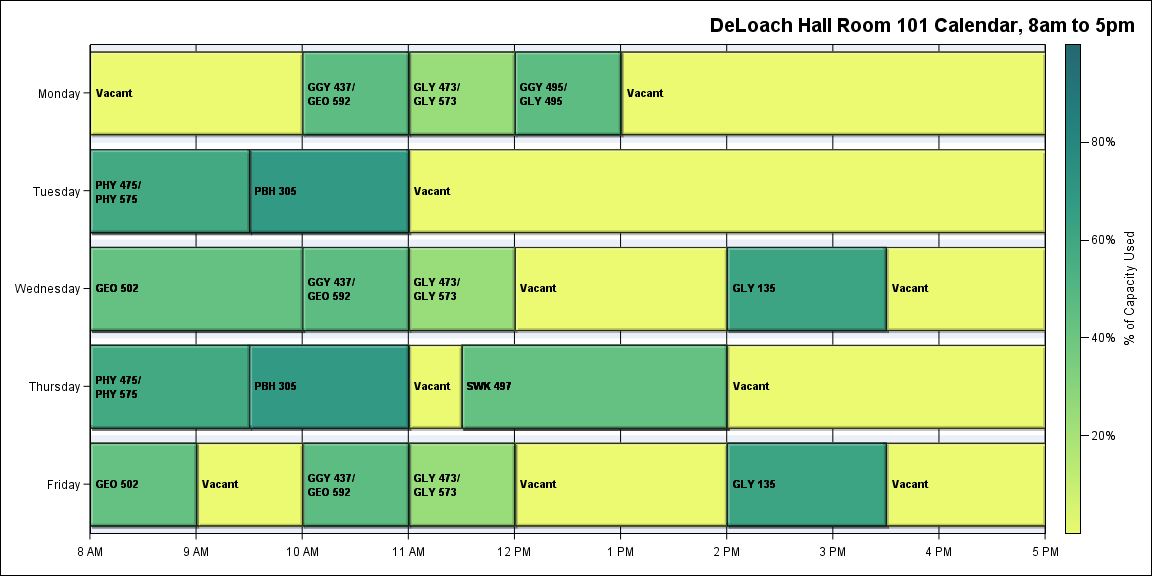 DeLoach Hall Room 101 Calendar, 8am to 5pm
Monday
Vacant
GGY 437/
GEO 592
GLY 473/
GLY 573
GGY 495/
GLY 495
Vacant
Tuesday
PHY 475/
PHY 575
PBH 305
Vacant
Wednesday
GEO 502
GGY 437/
GEO 592
GLY 473/
GLY 573
Vacant
GLY 135
Vacant
Thursday
PHY 475/
PHY 575
PBH 305
Vacant
SWK 497
Vacant
Friday
GEO 502
Vacant
GGY 437/
GEO 592
GLY 473/
GLY 573
Vacant
GLY 135
Vacant
8 AM
9 AM
10 AM
11 AM
12 PM
1 PM
2 PM
3 PM
4 PM
5 PM
80%
60%
40%
20%
% of Capacity Used